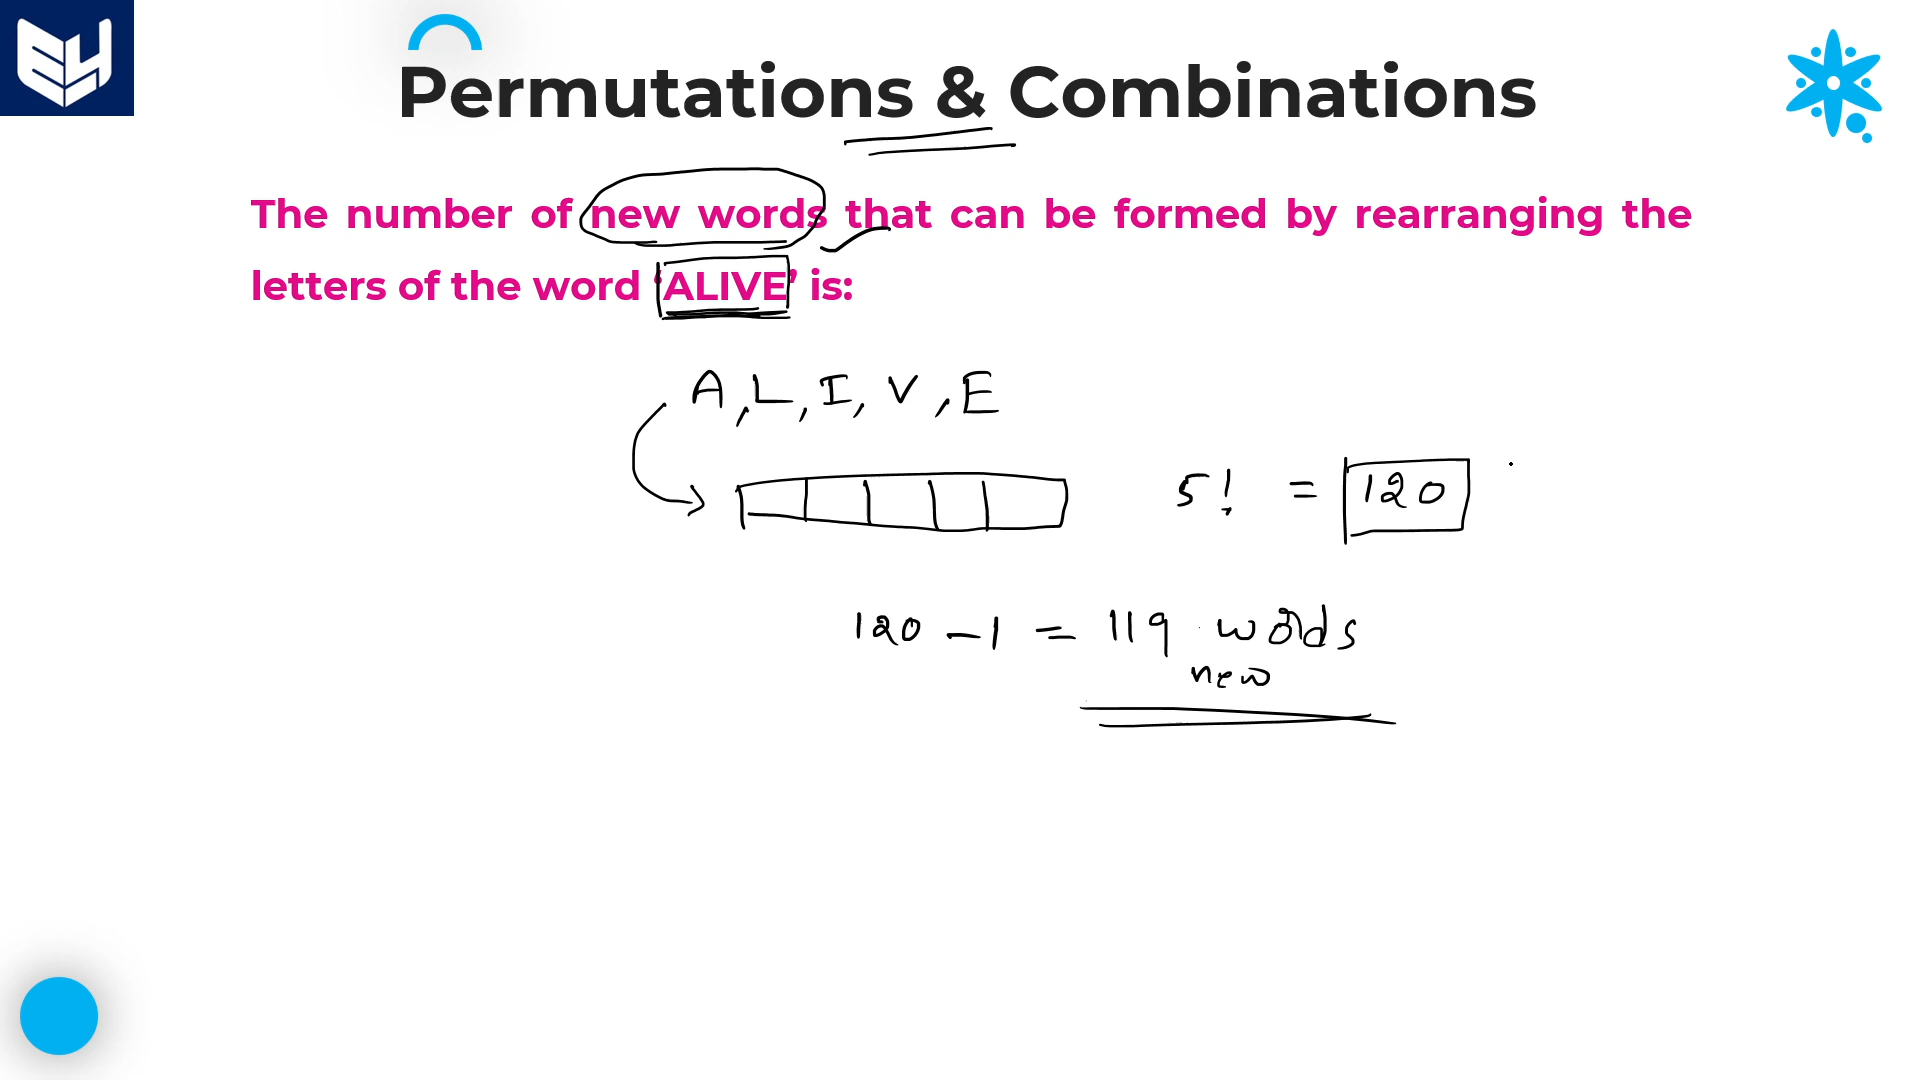 Permutations & Combinations
The number of new words that can be formed by rearranging the
letters of the word ‘ALIVE’ is:
A, L, I, V, E
5! = 120
120 - 1 = 119 words
new